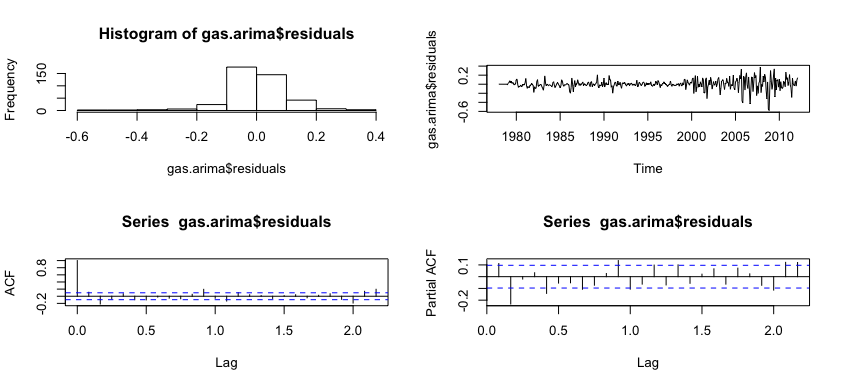 Histogram of gas.arima$residuals
Frequency
150
0
-0.6 -0.4 -0.2 0.0 0.2 0.4
gas.arima$residuals
gas.arima$residuals
0.2
-0.6
1980 1985 1990 1995 2000 2005 2010
Time
Series gas.arima$residuals
ACF
0.8
-0.2
0.0 0.5 1.0 1.5 2.0
Lag
Series gas.arima$residuals
Partial ACF
0.1
-0.2
0.0 0.5 1.0 1.5 2.0
Lag